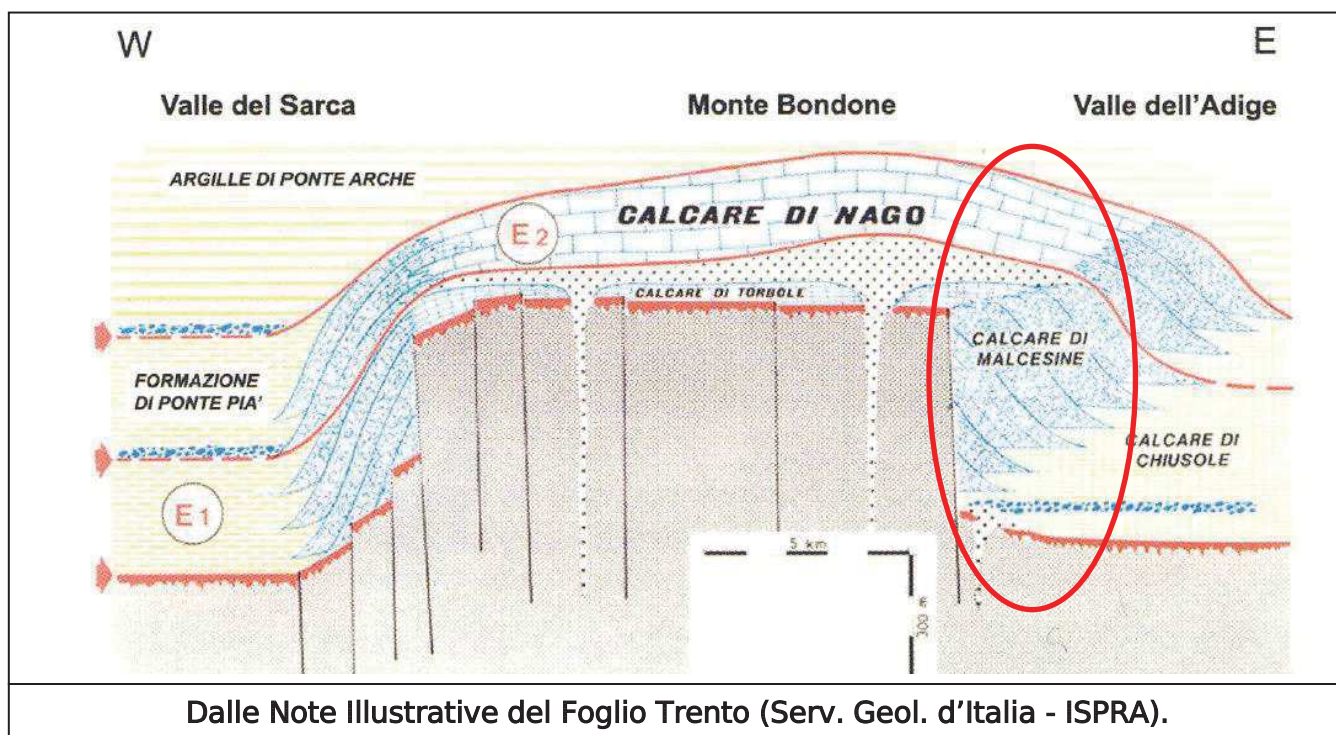 W
E
Valle del Sarca
Monte Bondone
Valle dell'Adige
ARGILLE DI PONTE ARCHE
CALCARE DI NAGO
E 2
CALCARE DI TORBOLE
CALCARE DI
MALCESINE
FORMAZIONE
DI PONTE PIA'
CALCARE DI
CHIUSOLE
E 1
5 km
300 m
Dalle Note Illustrative del Foglio Trento (Serv. Geol. d'Italia - ISPRA).